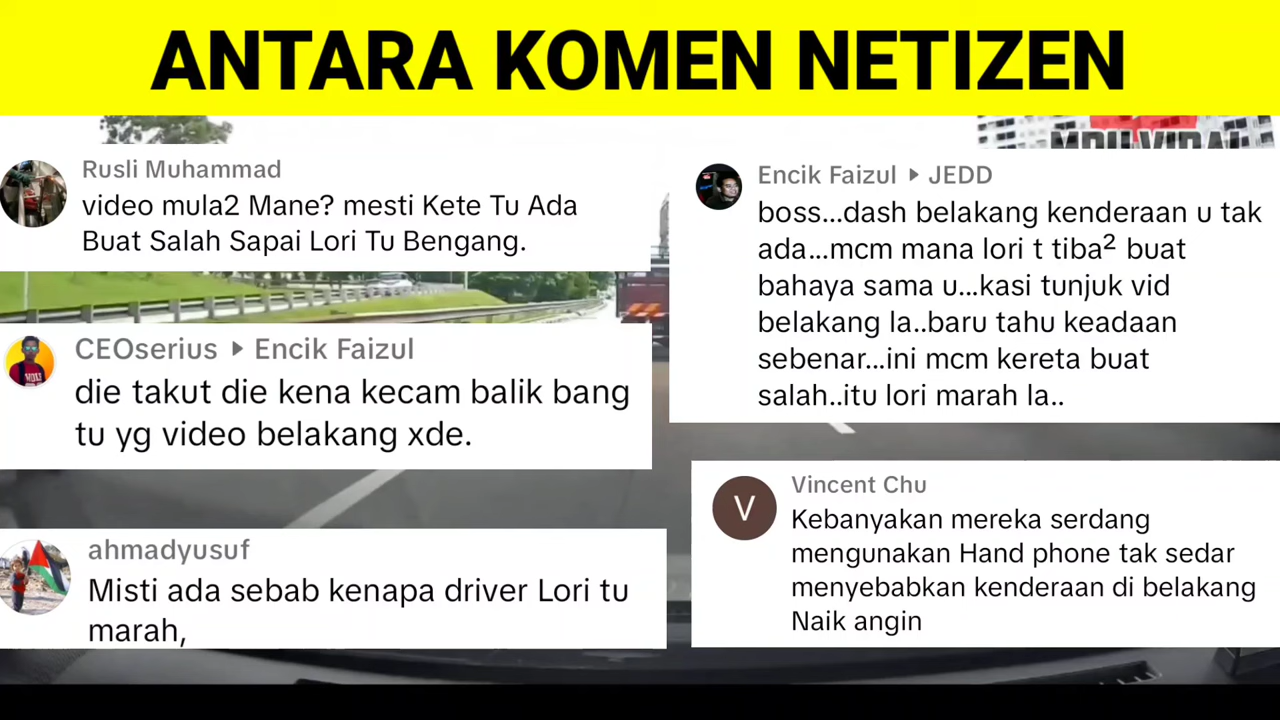 ANTARA KOMEN NETIZEN
Rusli Muhammad
video mula2 Mane? mesti Kete Tu Ada
Buat Salah Sapai Lori Tu Bengang.
CEOserius ▸ Encik Faizul
die takut die kena kecam balik bang
tu yg video belakang xde.
ahmadyusuf
Misti ada sebab kenapa driver Lori tu
marah,
Encik Faizul ▸ JEDD
boss...dash belakang kenderaan u tak
ada...mcm mana lori t tiba² buat
bahaya sama u...kasi tunjuk vid
belakang la..baru tahu keadaan
sebenar...ini mcm kereta buat
salah..itu lori marah la..
V
Vincent Chu
Kebanyakan mereka serdang
mengunakan Hand phone tak sedar
menyebabkan kenderaan di belakang
Naik angin